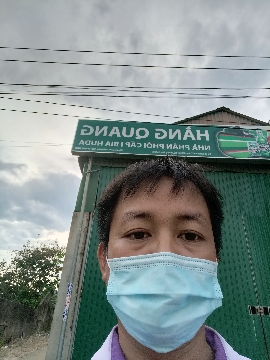 HẰNG QUANG
NHÀ PHÂN PHỐI CẤP I BIA HUDA